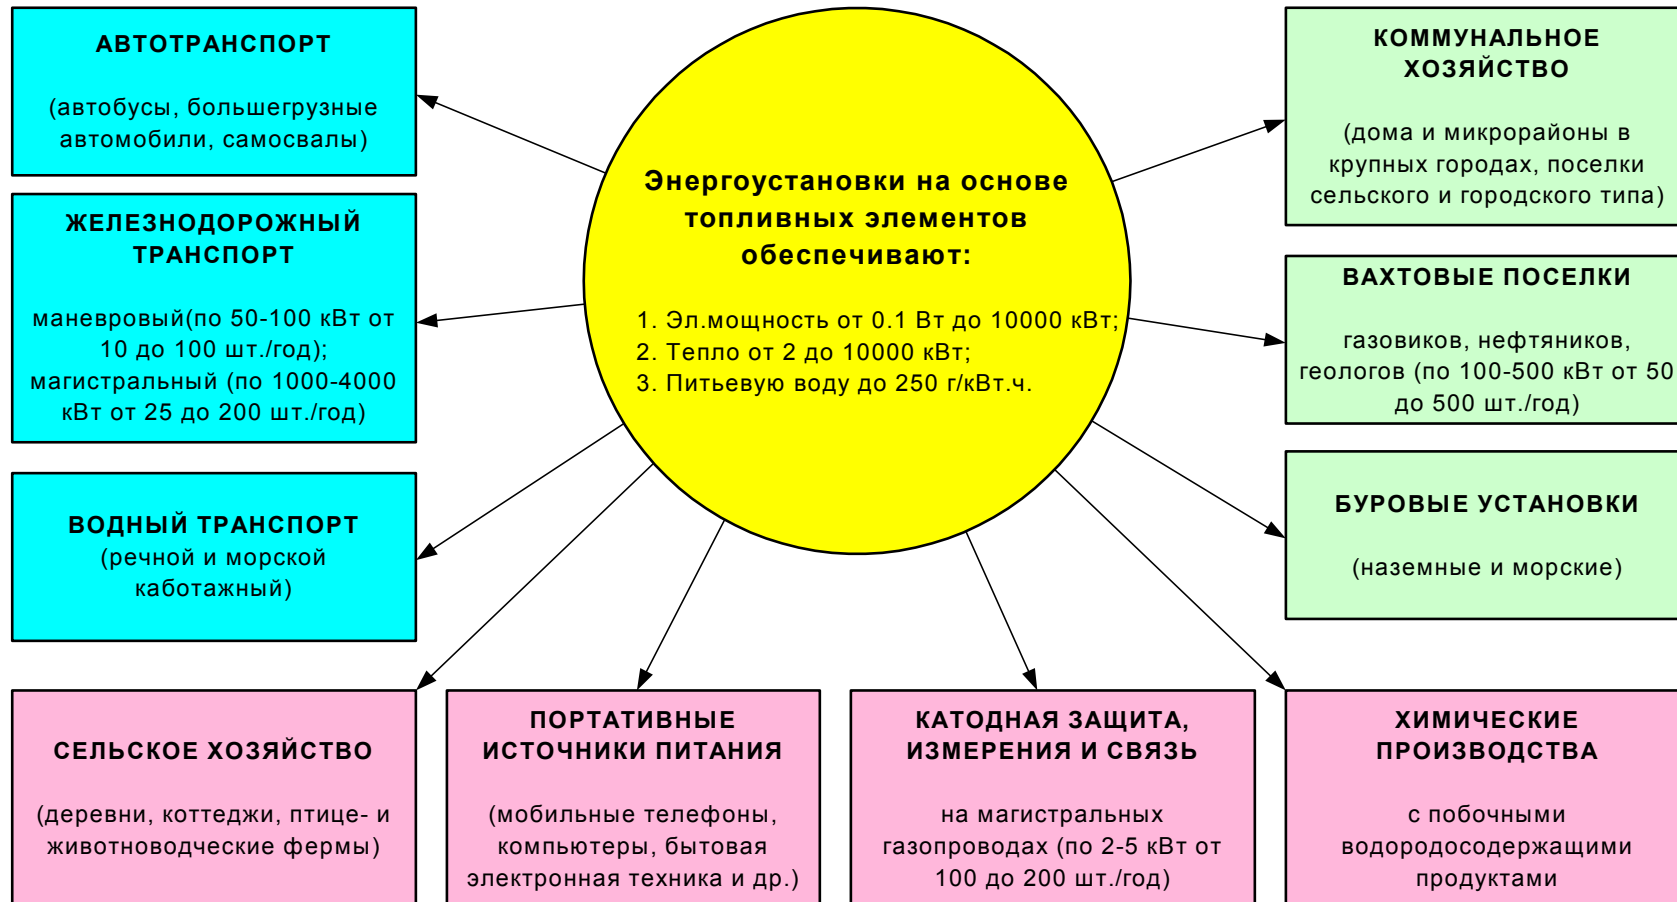 АВТОТРАНСПОРТ
(автобусы, большегрузные
автомобили, самосвалы)
ЖЕЛЕЗНОДОРОЖНЫЙ
ТРАНСПОРТ
маневровый(по 50-100 кВт от
10 до 100 шт./год);
магистральный (по 1000-4000
кВт от 25 до 200 шт./год)
ВОДНЫЙ ТРАНСПОРТ
(речной и морской
каботажный)
Энергоустановки на основе
топливных элементов
обеспечивают:
1. Эл.мощность от 0.1 Вт до 10000 кВт;
2. Тепло от 2 до 10000 кВт;
3. Питьевую воду до 250 г/кВт.ч.
КОММУНАЛЬНОЕ
ХОЗЯЙСТВО
(дома и микрорайоны в
крупных городах, поселки
сельского и городского типа)
ВАХТОВЫЕ ПОСЕЛКИ
газовиков, нефтяников,
геологов (по 100-500 кВт от 50
до 500 шт./год)
БУРОВЫЕ УСТАНОВКИ
(наземные и морские)
СЕЛЬСКОЕ ХОЗЯЙСТВО
(деревни, коттеджи, птице- и
животноводческие фермы)
ПОРТАТИВНЫЕ
ИСТОЧНИКИ ПИТАНИЯ
(мобильные телефоны,
компьютеры, бытовая
электронная техника и др.)
КАТОДНАЯ ЗАЩИТА,
ИЗМЕРЕНИЯ И СВЯЗЬ
на магистральных
газопроводах (по 2-5 кВт от
100 до 200 шт./год)
ХИМИЧЕСКИЕ
ПРОИЗВОДСТВА
с побочными
водородосодержащими
продуктами